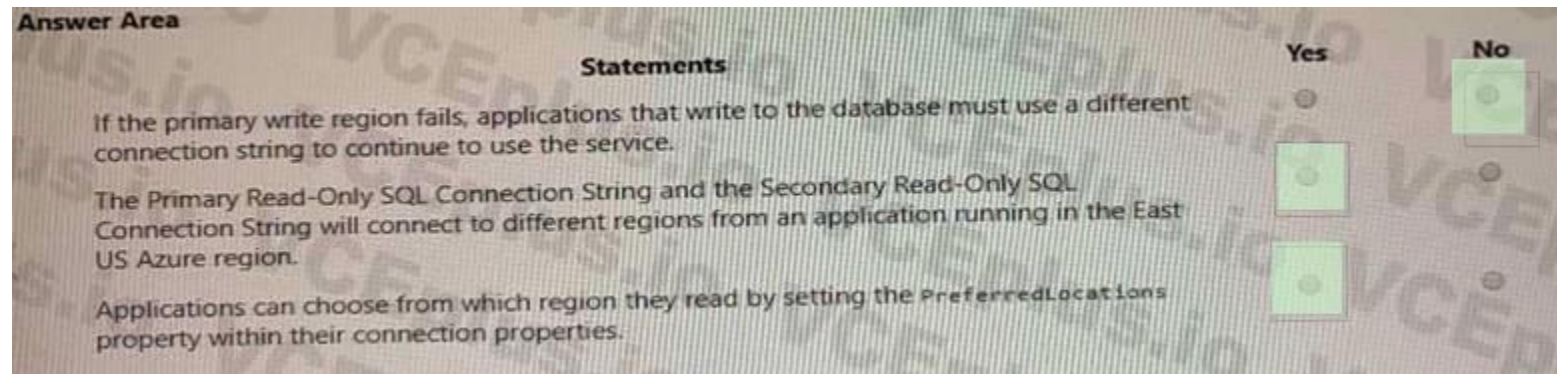 Answer Area
Statements Yes No
If the primary write region fails, applications that write to the database must use a different
connection string to continue to use the service.
The Primary Read-Only SQL Connection String and the Secondary Read-Only SQL
Connection String will connect to different regions from an application running in the East
US Azure region.
Applications can choose from which region they read by setting the PreferredLocations
property within their connection properties.
VCEplus.io